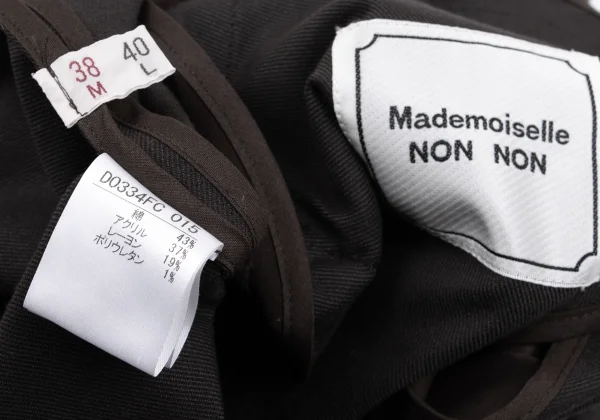 38 40
M L
Mademoiselle
NON NON
D0334FC 015
綿 43%
アクリル 37%
レーヨン 19%
ポリウレタン 1%